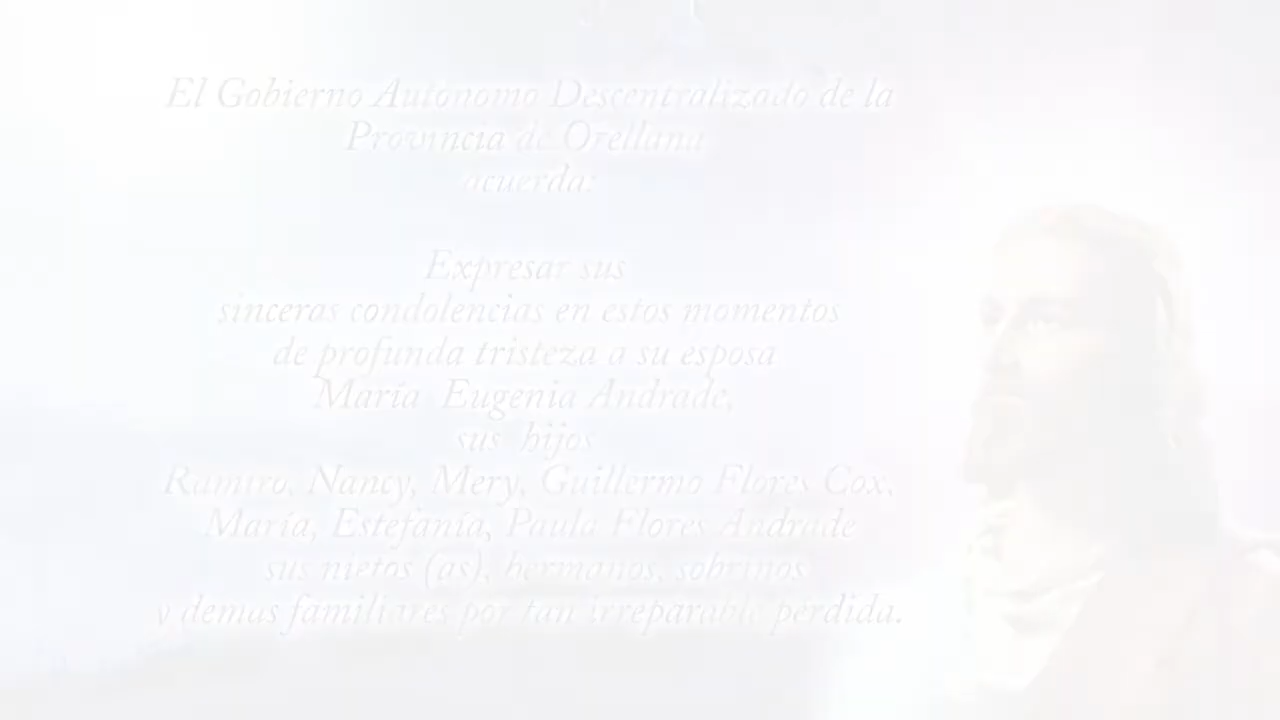 El Gobierno Autonomo Descentralizado de la
Provincia de Orellana
acuerda:
Expresar sus
sinceras condolencias en estos momentos
de profunda tristeza a su esposa
María Eugenia Andrade,
sus hijos
Ramiro, Nancy, Mery, Guillermo Flores Cox,
María, Estefanía, Paula Flores Andrade
sus nietos (as), hermanos, sobrinos
y demas familiares por tan irreparable perdida.